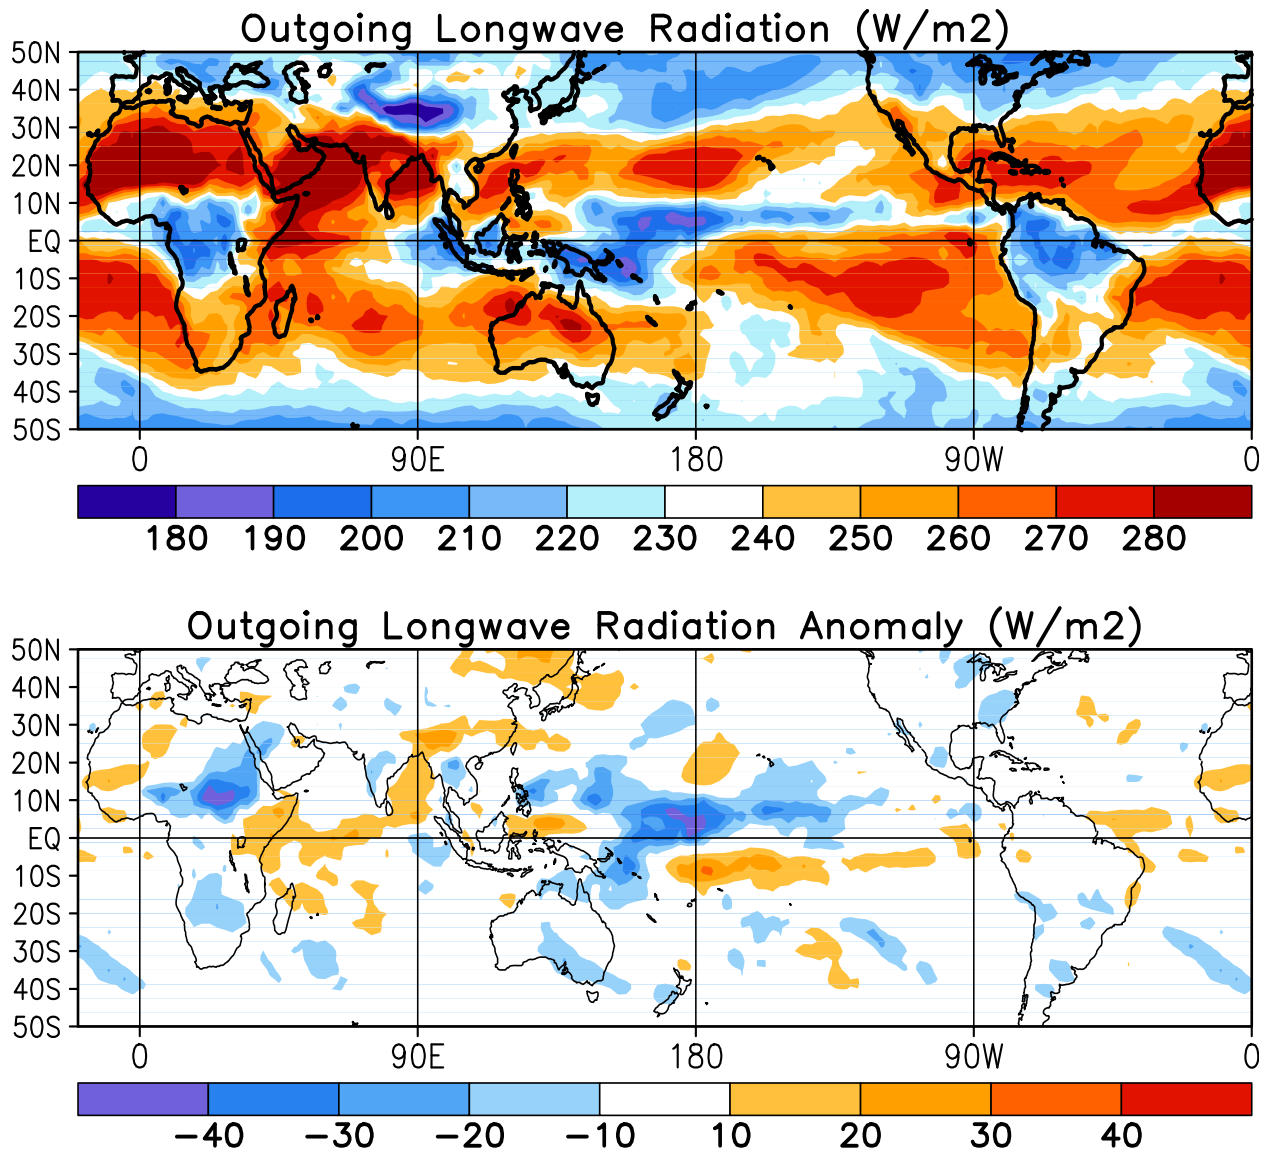 Outgoing Longwave Radiation (W/m2)
50N
40N
30N
20N
10N
EQ
10S
20S
30S
40S
50S
0 90E 180 90W 0
180 190 200 210 220 230 240 250 260 270 280
Outgoing Longwave Radiation Anomaly (W/m2)
50N
40N
30N
20N
10N
EQ
10S
20S
30S
40S
50S
0 90E 180 90W 0
−40 −30 −20 −10 10 20 30 40